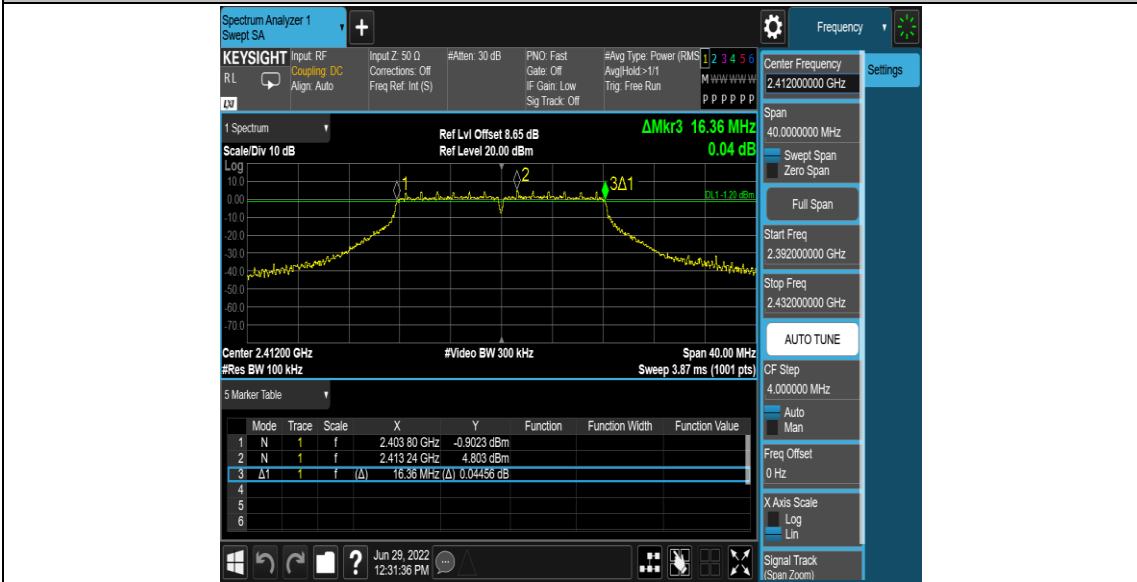 Spectrum Analyzer 1
Swept SA
+
Frequency
KEYSIGHT
RL
LXI
Input: RF
Coupling: DC
Align: Auto
Input Z: 50 Ω
Corrections: Off
Freq Ref: Int (S)
#Atten: 30 dB
PNO: Fast
Gate: Off
IF Gain: Low
Sig Track: Off
#Avg Type: Power (RMS
Avg|Hold:>1/1
Trig: Free Run
1 2 3 4 5 6
M W W W W W
P P P P P P
1 Spectrum
Scale/Div 10 dB
Ref Lvl Offset 8.65 dB
Ref Level 20.00 dBm
ΔMkr3 16.36 MHz
0.04 dB
Log
10.0
0.00
-10.0
-20.0
-30.0
-40.0
-50.0
-60.0
-70.0
1
2
3Δ1
DL1 -1.20 dBm
Center 2.41200 GHz
#Video BW 300 kHz
Span 40.00 MHz
#Res BW 100 kHz
Sweep 3.87 ms (1001 pts)
5 Marker Table
Mode Trace Scale X Y Function Function Width Function Value
1 N 1 f 2.403 80 GHz -0.9023 dBm
2 N 1 f 2.413 24 GHz 4.803 dBm
3 Δ1 1 f (Δ) 16.36 MHz (Δ) 0.04456 dB
4
5
6
?
Jun 29, 2022
12:31:36 PM
Center Frequency
2.412000000 GHz
Settings
Span
40.0000000 MHz
Swept Span
Zero Span
Full Span
Start Freq
2.392000000 GHz
Stop Freq
2.432000000 GHz
AUTO TUNE
CF Step
4.000000 MHz
Auto
Man
Freq Offset
0 Hz
X Axis Scale
Log
Lin
Signal Track
(Span Zoom)